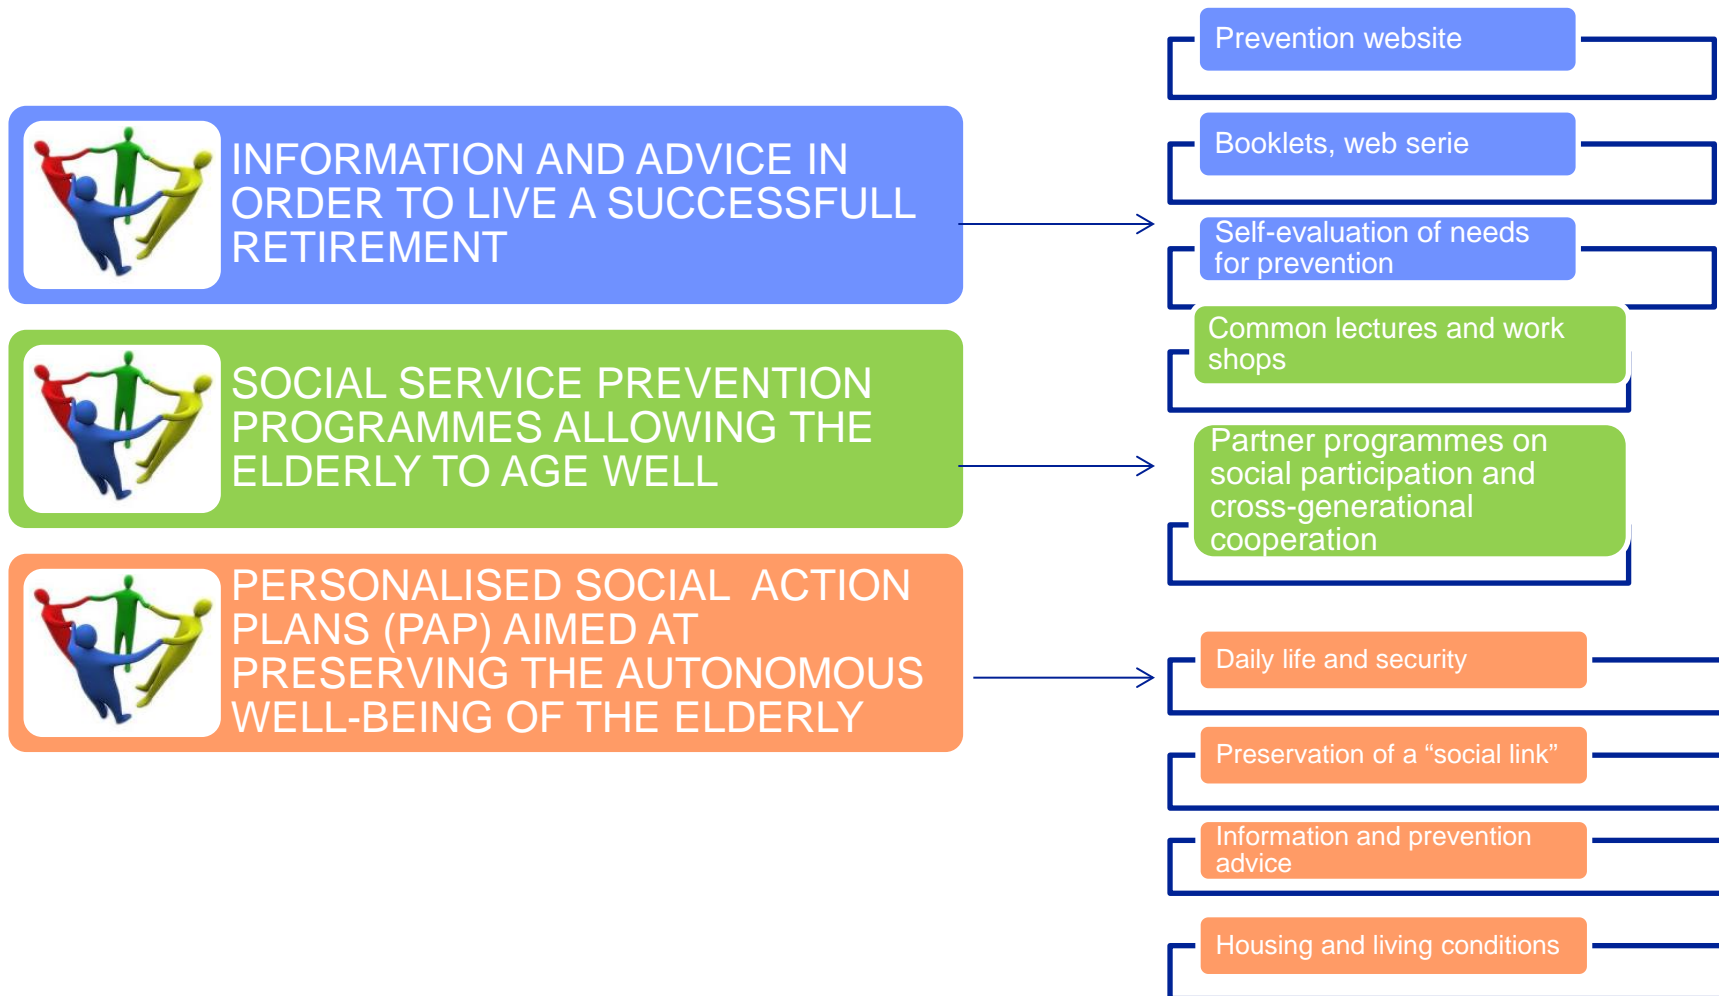 INFORMATION AND ADVICE IN
ORDER TO LIVE A SUCCESSFULL
RETIREMENT
Prevention website
Booklets, web serie
Self-evaluation of needs
for prevention
SOCIAL SERVICE PREVENTION
PROGRAMMES ALLOWING THE
ELDERLY TO AGE WELL
Common lectures and work
shops
Partner programmes on
social participation and
cross-generational
cooperation
PERSONALISED SOCIAL  ACTION
PLANS (PAP) AIMED AT
PRESERVING THE AUTONOMOUS
WELL-BEING OF THE ELDERLY
Daily life and security
Preservation of a “social link”
Information and prevention
advice
Housing and living conditions